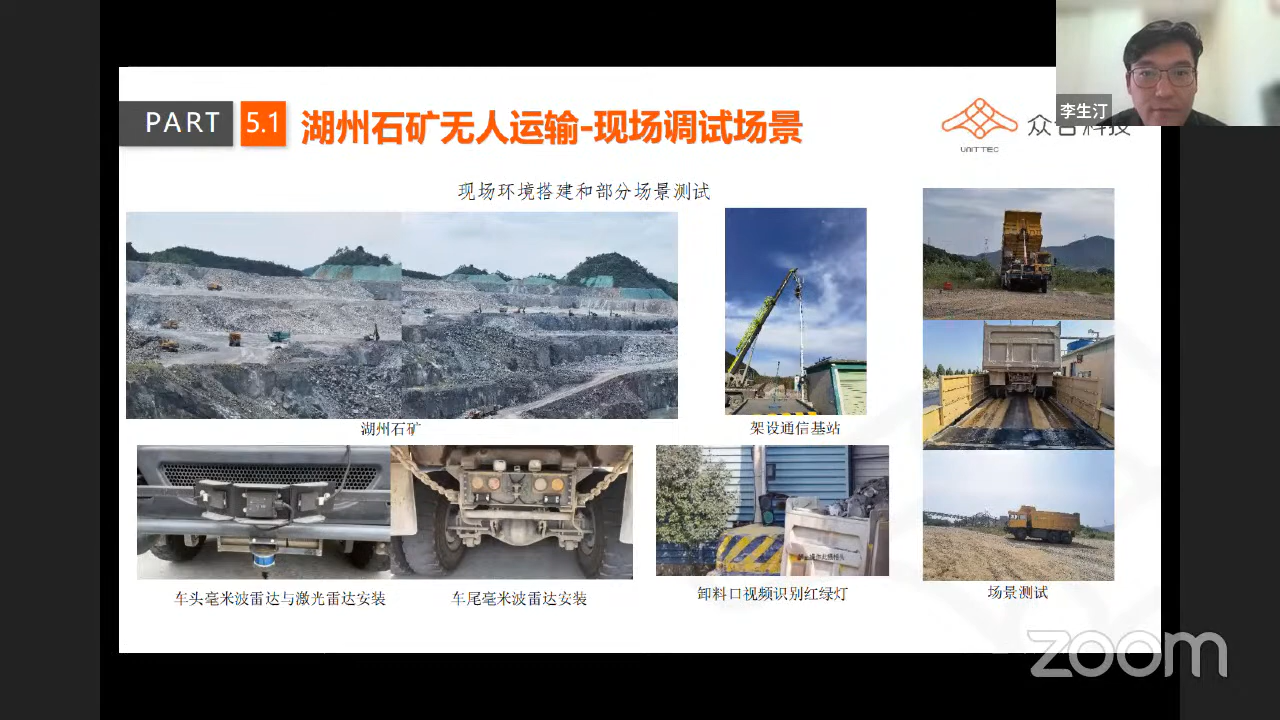 李生汀
PART 5.1 湖州石矿无人运输-现场调试场景
众合科技
UNITTEC
现场环境搭建和部分场景测试
湖州石矿
架设通信基站
车头毫米波雷达与激光雷达安装
车尾毫米波雷达安装
卸料口视频识别红绿灯
场景测试
zoom